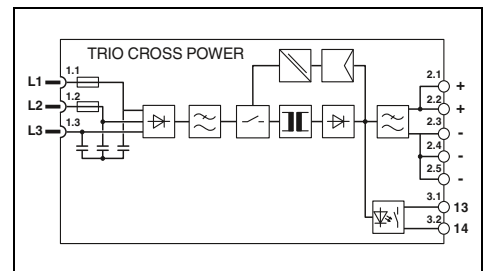 TRIO CROSS POWER
L1 1.1
L2 1.2
L3 1.3
2.1 +
2.2 +
2.3 -
2.4 -
2.5 -
3.1 13
3.2 14